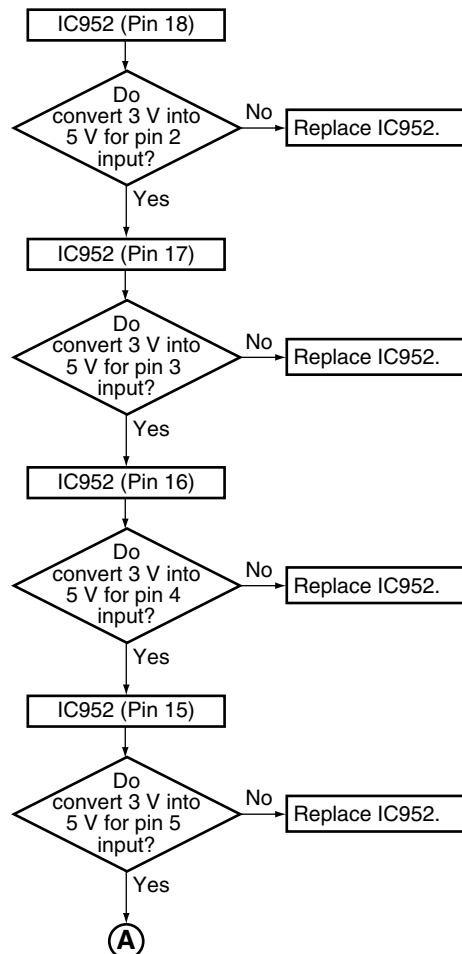 IC952 (Pin 18)
Do
convert 3 V into
5 V for pin 2
input?
No
Replace IC952.
Yes
IC952 (Pin 17)
Do
convert 3 V into
5 V for pin 3
input?
No
Replace IC952.
Yes
IC952 (Pin 16)
Do
convert 3 V into
5 V for pin 4
input?
No
Replace IC952.
Yes
IC952 (Pin 15)
Do
convert 3 V into
5 V for pin 5
input?
No
Replace IC952.
Yes
A